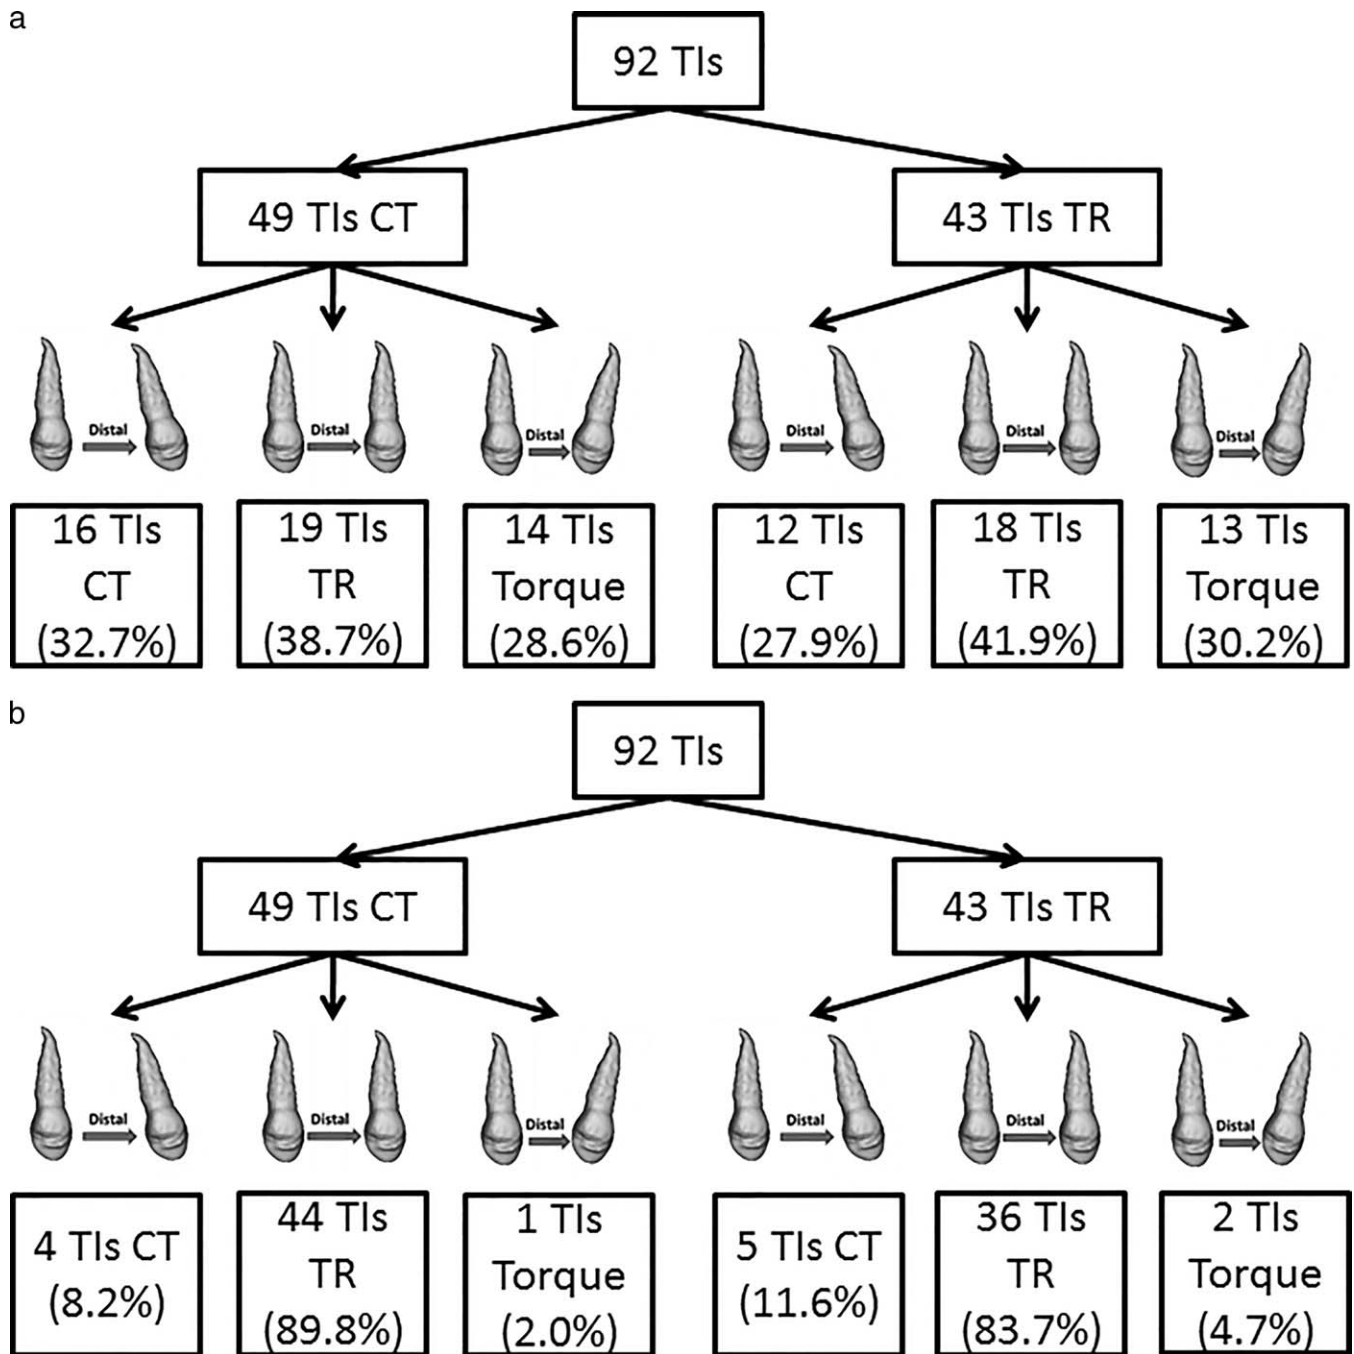 a
92 TIs
49 TIs CT
43 TIs TR
Distal
Distal
Distal
Distal
Distal
Distal
16 TIs
CT
(32.7%)
19 TIs
TR
(38.7%)
14 TIs
Torque
(28.6%)
12 TIs
CT
(27.9%)
18 TIs
TR
(41.9%)
13 TIs
Torque
(30.2%)
b
92 TIs
49 TIs CT
43 TIs TR
Distal
Distal
Distal
Distal
Distal
Distal
4 TIs CT
(8.2%)
44 TIs
TR
(89.8%)
1 TIs
Torque
(2.0%)
5 TIs CT
(11.6%)
36 TIs
TR
(83.7%)
2 TIs
Torque
(4.7%)